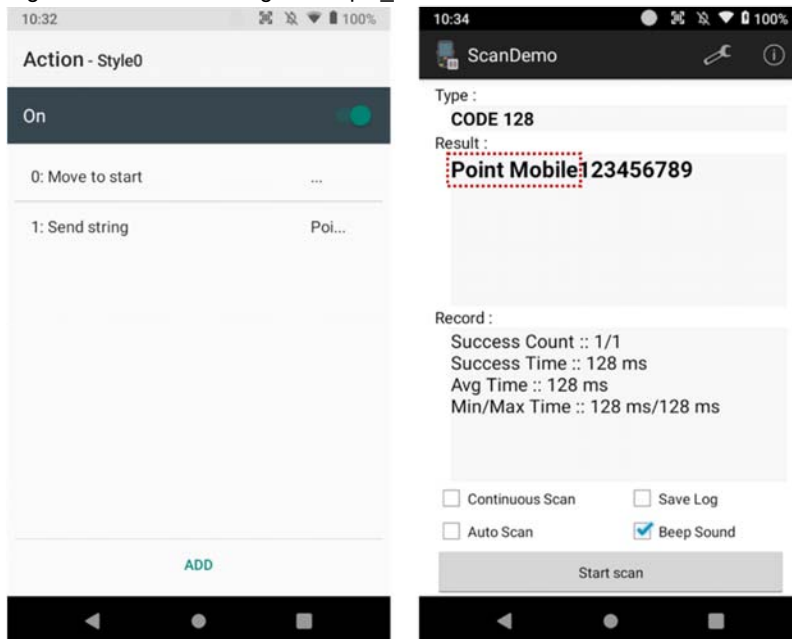 10:32
100%
Action - Style0
On
0: Move to start
...
1: Send string
Poi...
ADD
10:34
100%
ScanDemo
Type :
CODE 128
Result :
Point Mobile123456789
Record :
Success Count :: 1/1
Success Time :: 128 ms
Avg Time :: 128 ms
Min/Max Time :: 128 ms/128 ms
Continuous Scan
Save Log
Auto Scan
Beep Sound
Start scan